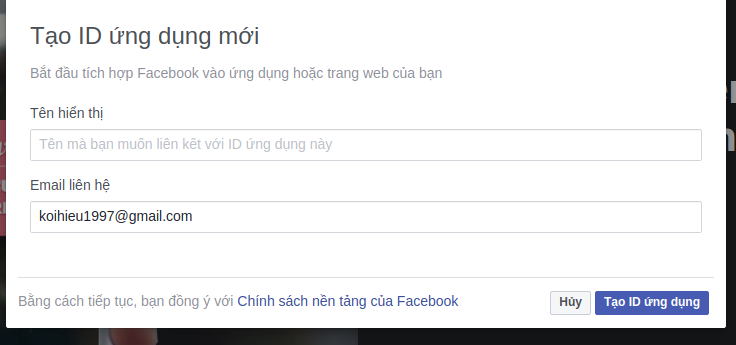 Tạo ID ứng dụng mới
Bắt đầu tích hợp Facebook vào ứng dụng hoặc trang web của bạn
Tên hiển thị
Tên mà bạn muốn liên kết với ID ứng dụng này
Email liên hệ
koihieu1997@gmail.com
Bằng cách tiếp tục, bạn đồng ý với Chính sách nền tảng của Facebook Hủy Tạo ID ứng dụng